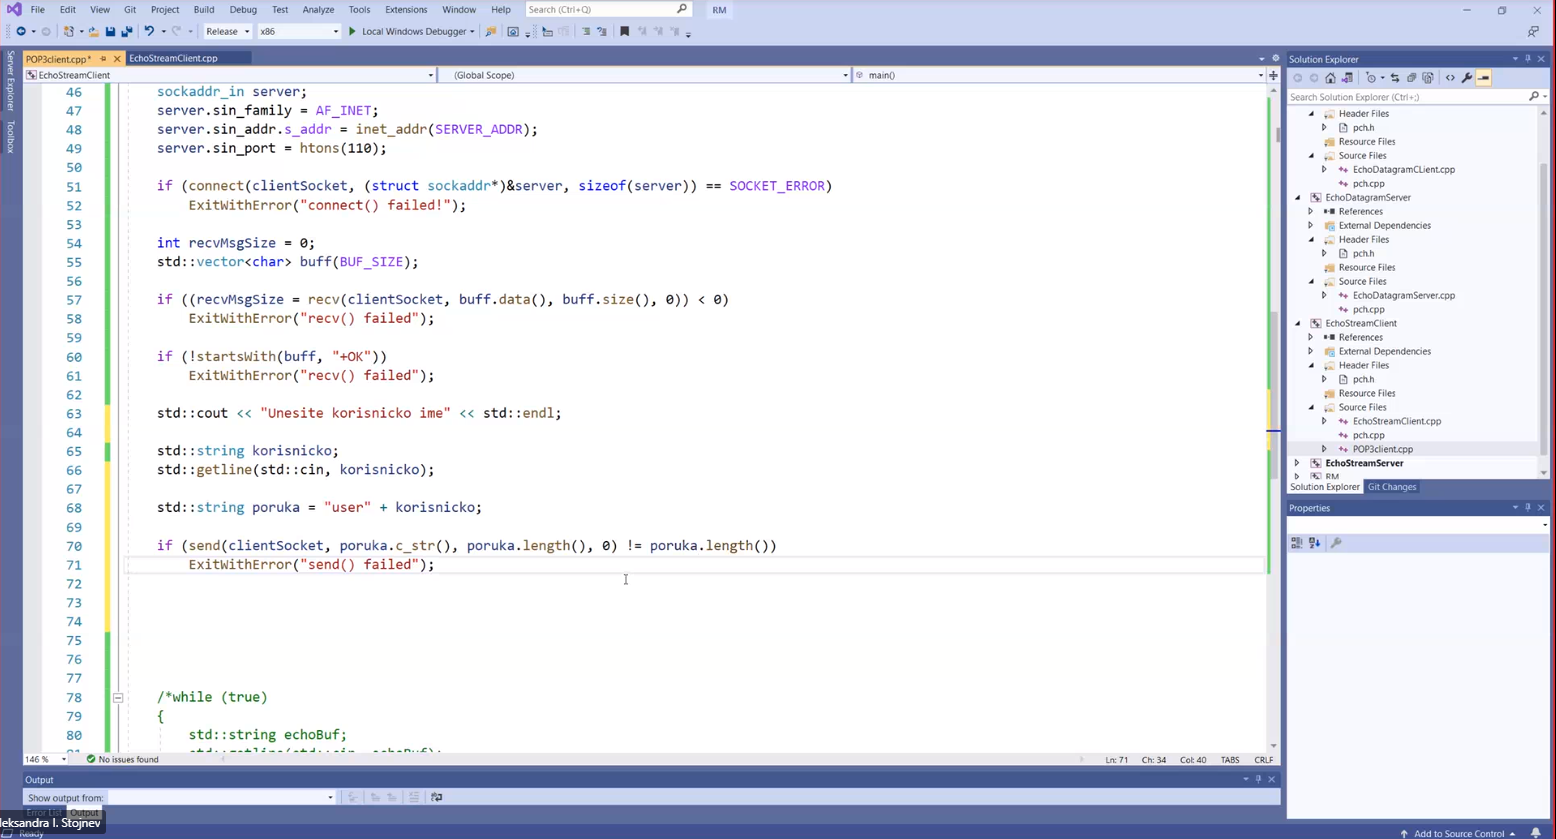 File Edit View Git Project Build Debug Test Analyze Tools Extensions Window Help Search (Ctrl+Q) RM
Release x86 Local Windows Debugger
Server Explorer
Toolbox
POP3client.cpp* EchoStreamClient.cpp
EchoStreamClient (Global Scope) main()
46 sockaddr_in server;
47 server.sin_family = AF_INET;
48 server.sin_addr.s_addr = inet_addr(SERVER_ADDR);
49 server.sin_port = htons(110);
50
51 if (connect(clientSocket, (struct sockaddr*)&server, sizeof(server)) == SOCKET_ERROR)
52 ExitWithError("connect() failed!");
53
54 int recvMsgSize = 0;
55 std::vector<char> buff(BUF_SIZE);
56
57 if ((recvMsgSize = recv(clientSocket, buff.data(), buff.size(), 0)) < 0)
58 ExitWithError("recv() failed");
59
60 if (!startsWith(buff, "+OK"))
61 ExitWithError("recv() failed");
62
63 std::cout << "Unesite korisnicko ime" << std::endl;
64
65 std::string korisnicko;
66 std::getline(std::cin, korisnicko);
67
68 std::string poruka = "user" + korisnicko;
69
70 if (send(clientSocket, poruka.c_str(), poruka.length(), 0) != poruka.length())
71 ExitWithError("send() failed");
72
73
74
75
76
77
78 /*while (true)
79 {
80 std::string echoBuf;
81 std::getline(std::cin, echoBuf);
146 % No issues found Ln: 71 Ch: 34 Col: 40 TABS CRLF
Output
Show output from:
Error List Output
leksandra I. Stojnev
Ready
Solution Explorer
Search Solution Explorer (Ctrl+;)
Header Files
pch.h
Resource Files
Source Files
EchoDatagramCLient.cpp
pch.cpp
EchoDatagramServer
References
External Dependencies
Header Files
pch.h
Resource Files
Source Files
EchoDatagramServer.cpp
pch.cpp
EchoStreamClient
References
External Dependencies
Header Files
pch.h
Resource Files
Source Files
EchoStreamClient.cpp
pch.cpp
POP3client.cpp
EchoStreamServer
RM
Solution Explorer Git Changes
Properties
Add to Source Control